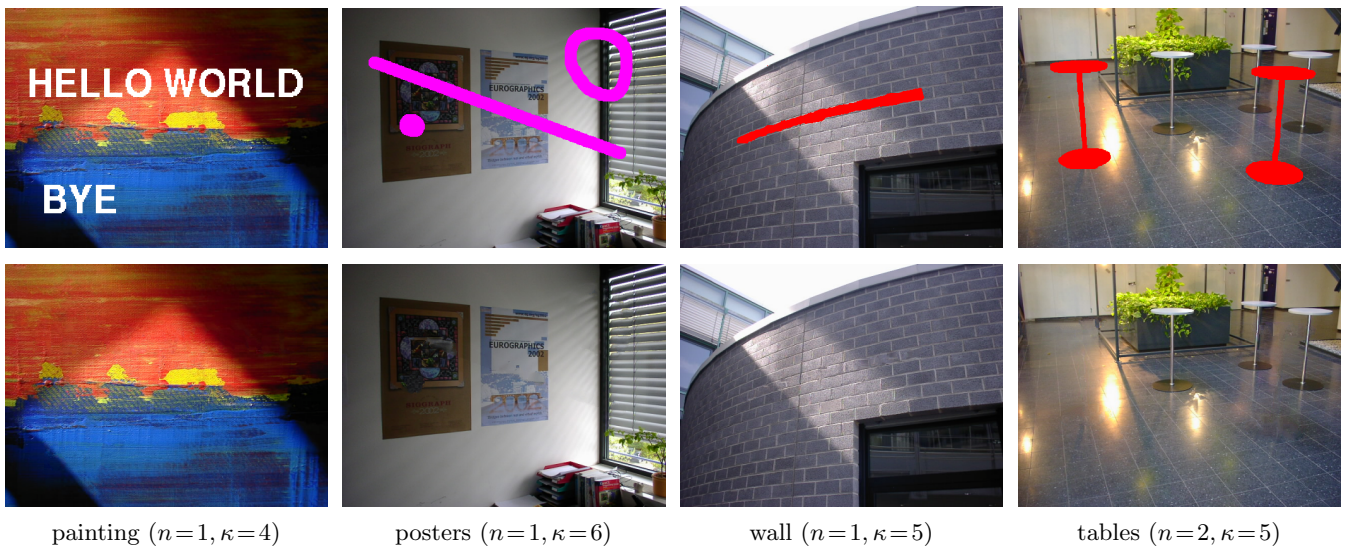 HELLO WORLD
BYE
EUROGRAPHICS
2002
EUROGRAPHICS
2002
painting (n=1, κ=4)
posters (n=1, κ=6)
wall (n=1, κ=5)
tables (n=2, κ=5)